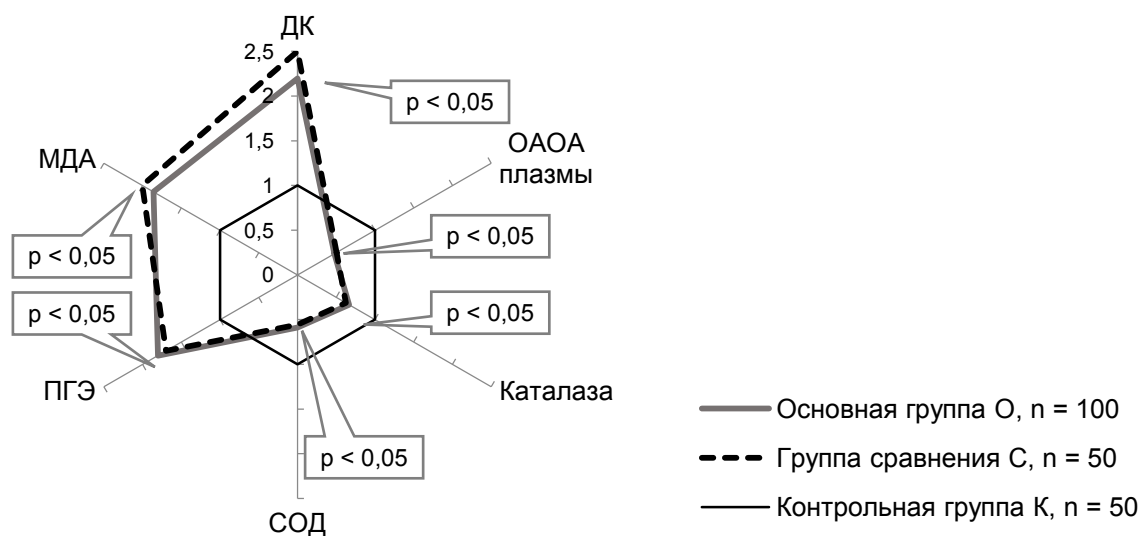 ДК
2,5
2
1,5
1
0,5
0
p < 0,05
ОАОА
плазмы
p < 0,05
p < 0,05
Каталаза
p < 0,05
СОД
ПГЭ
p < 0,05
p < 0,05
МДА
Основная группа О, n = 100
Группа сравнения С, n = 50
Контрольная группа К, n = 50